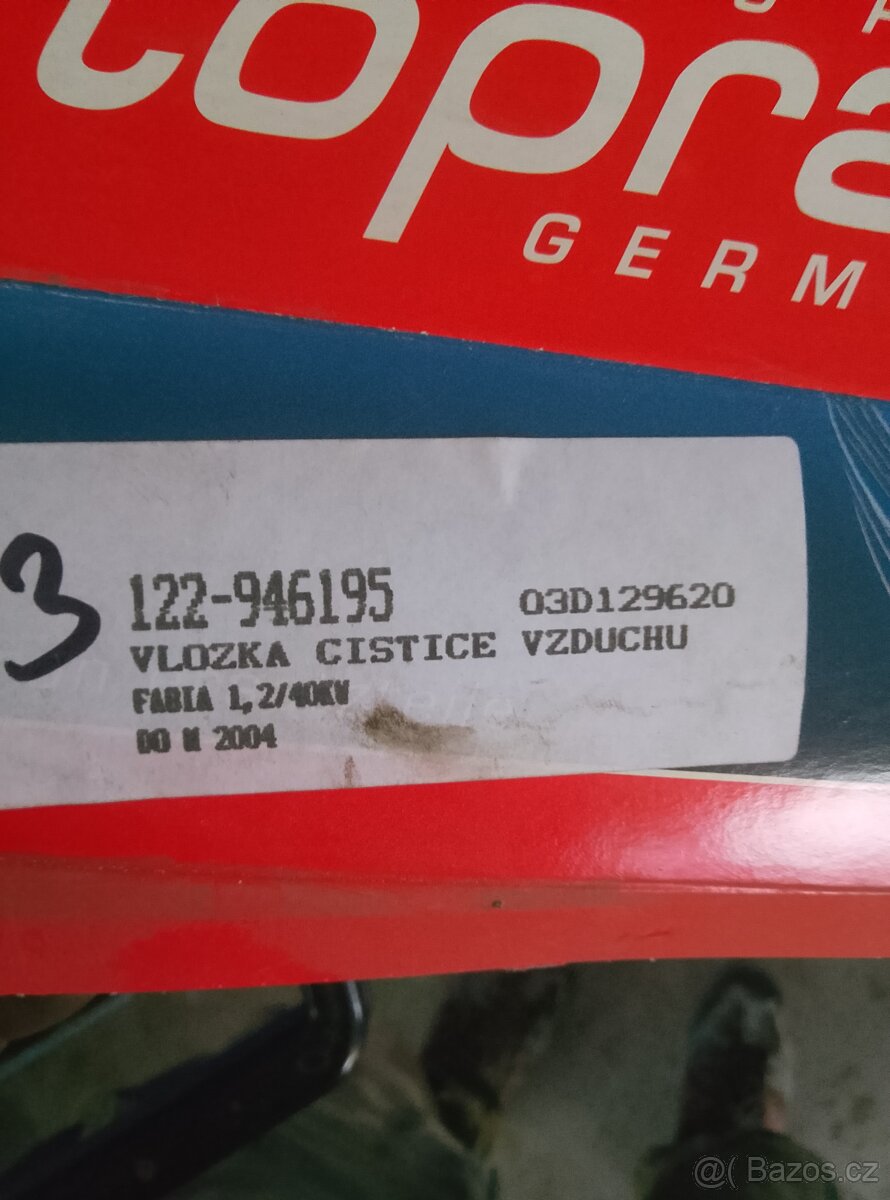 topra
GERM
3
122-946195 03D129620
VLOZKA CISTICE VZDUCHU
FABIA 1,2/40KW
DO M 2004
@( Bazos.cz